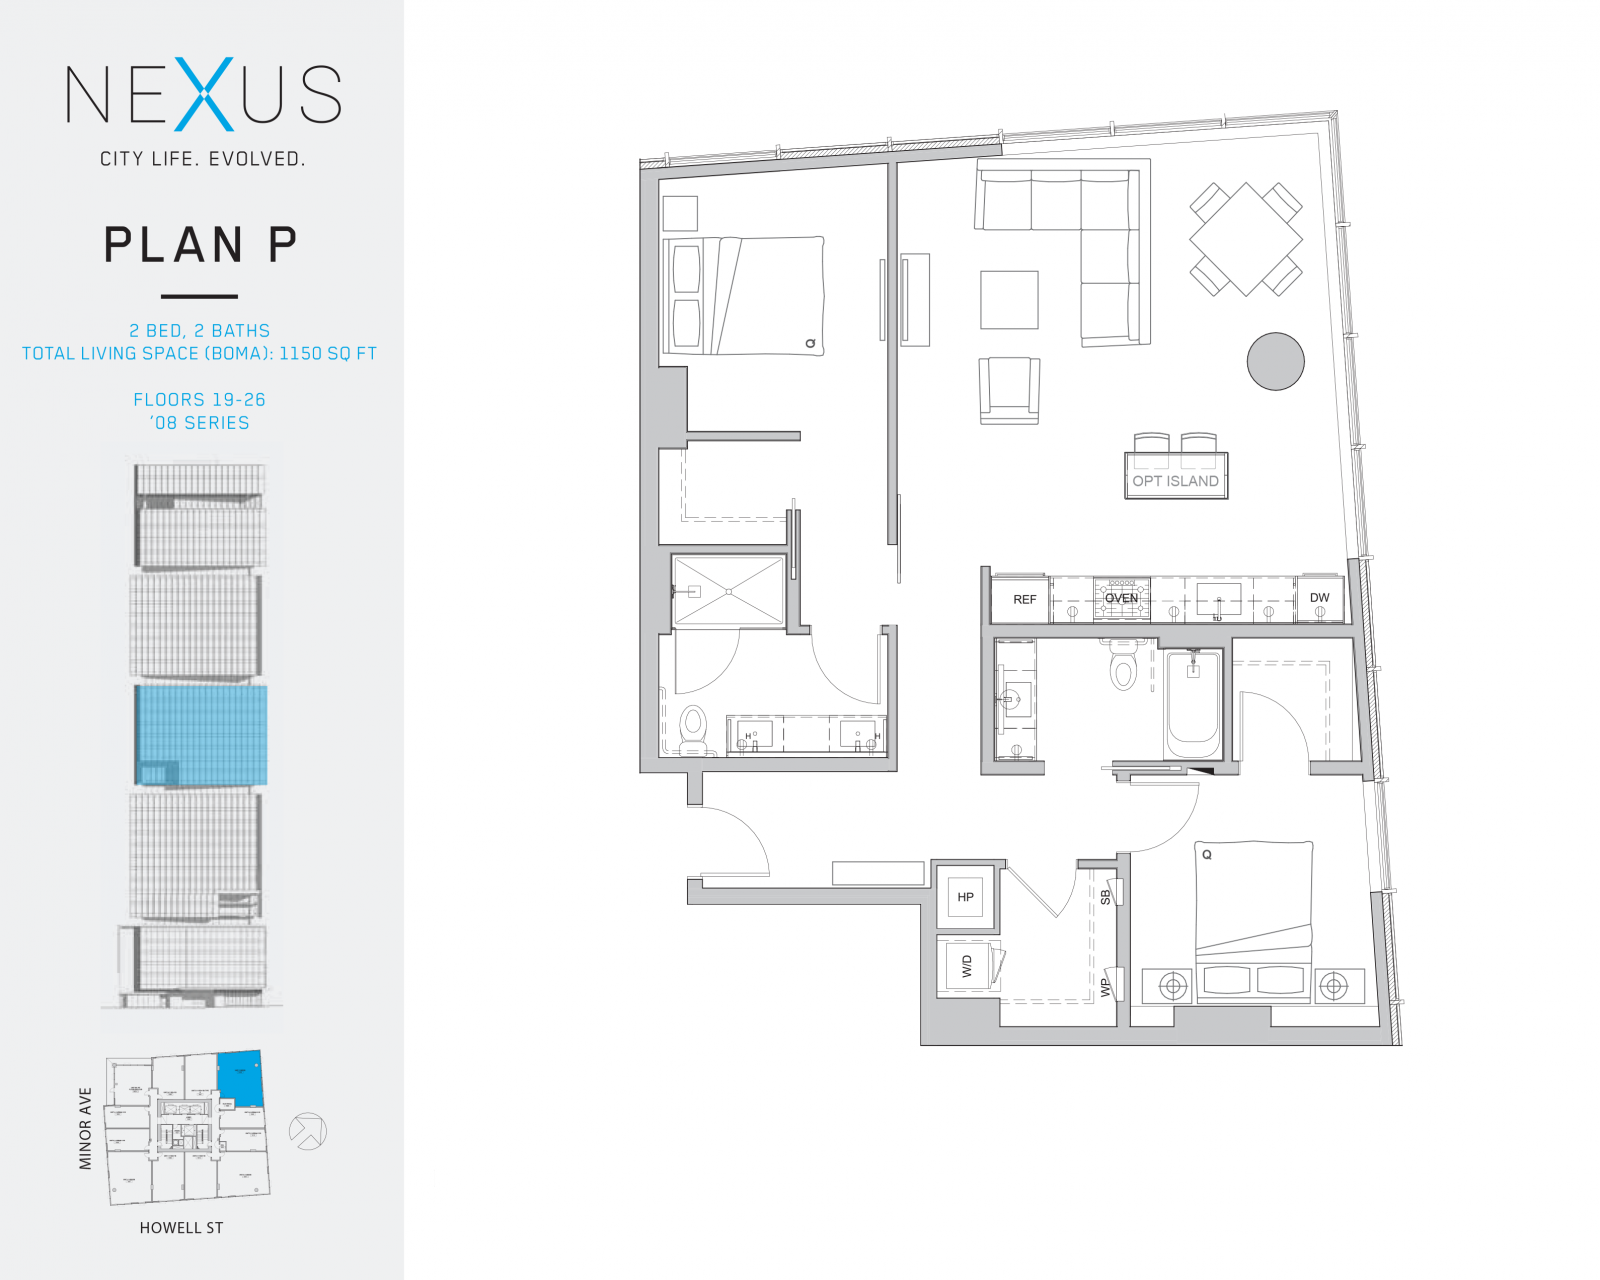 NEXUS
CITY LIFE. EVOLVED.
PLAN P
2 BED, 2 BATHS
TOTAL LIVING SPACE (BOMA): 1150 SQ FT
FLOORS 19-26
'08 SERIES
MINOR AVE
HOWELL ST
Q
OPT ISLAND
REF
OVEN
DW
H
H
Q
HP
SB
W/D
WP